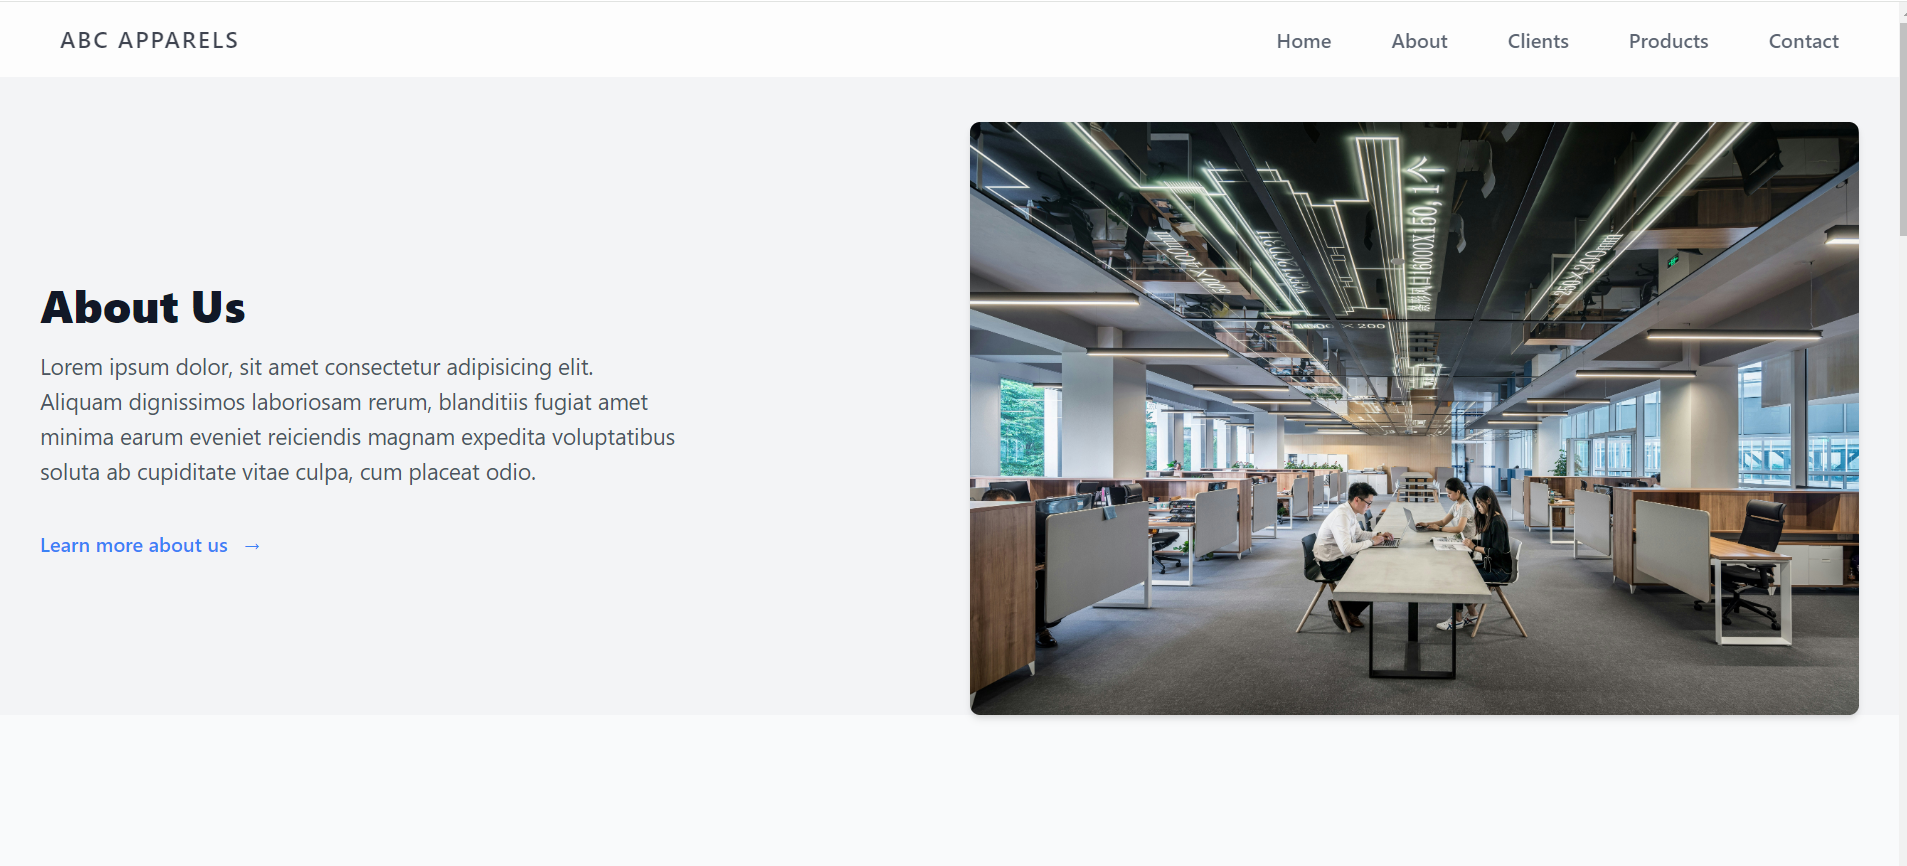 ABC APPARELS
Home
About
Clients
Products
Contact
About Us
Lorem ipsum dolor, sit amet consectetur adipisicing elit.
Aliquam dignissimos laboriosam rerum, blanditiis fugiat amet
minima earum eveniet reiciendis magnam expedita voluptatibus
soluta ab cupiditate vitae culpa, cum placeat odio.
Learn more about us →